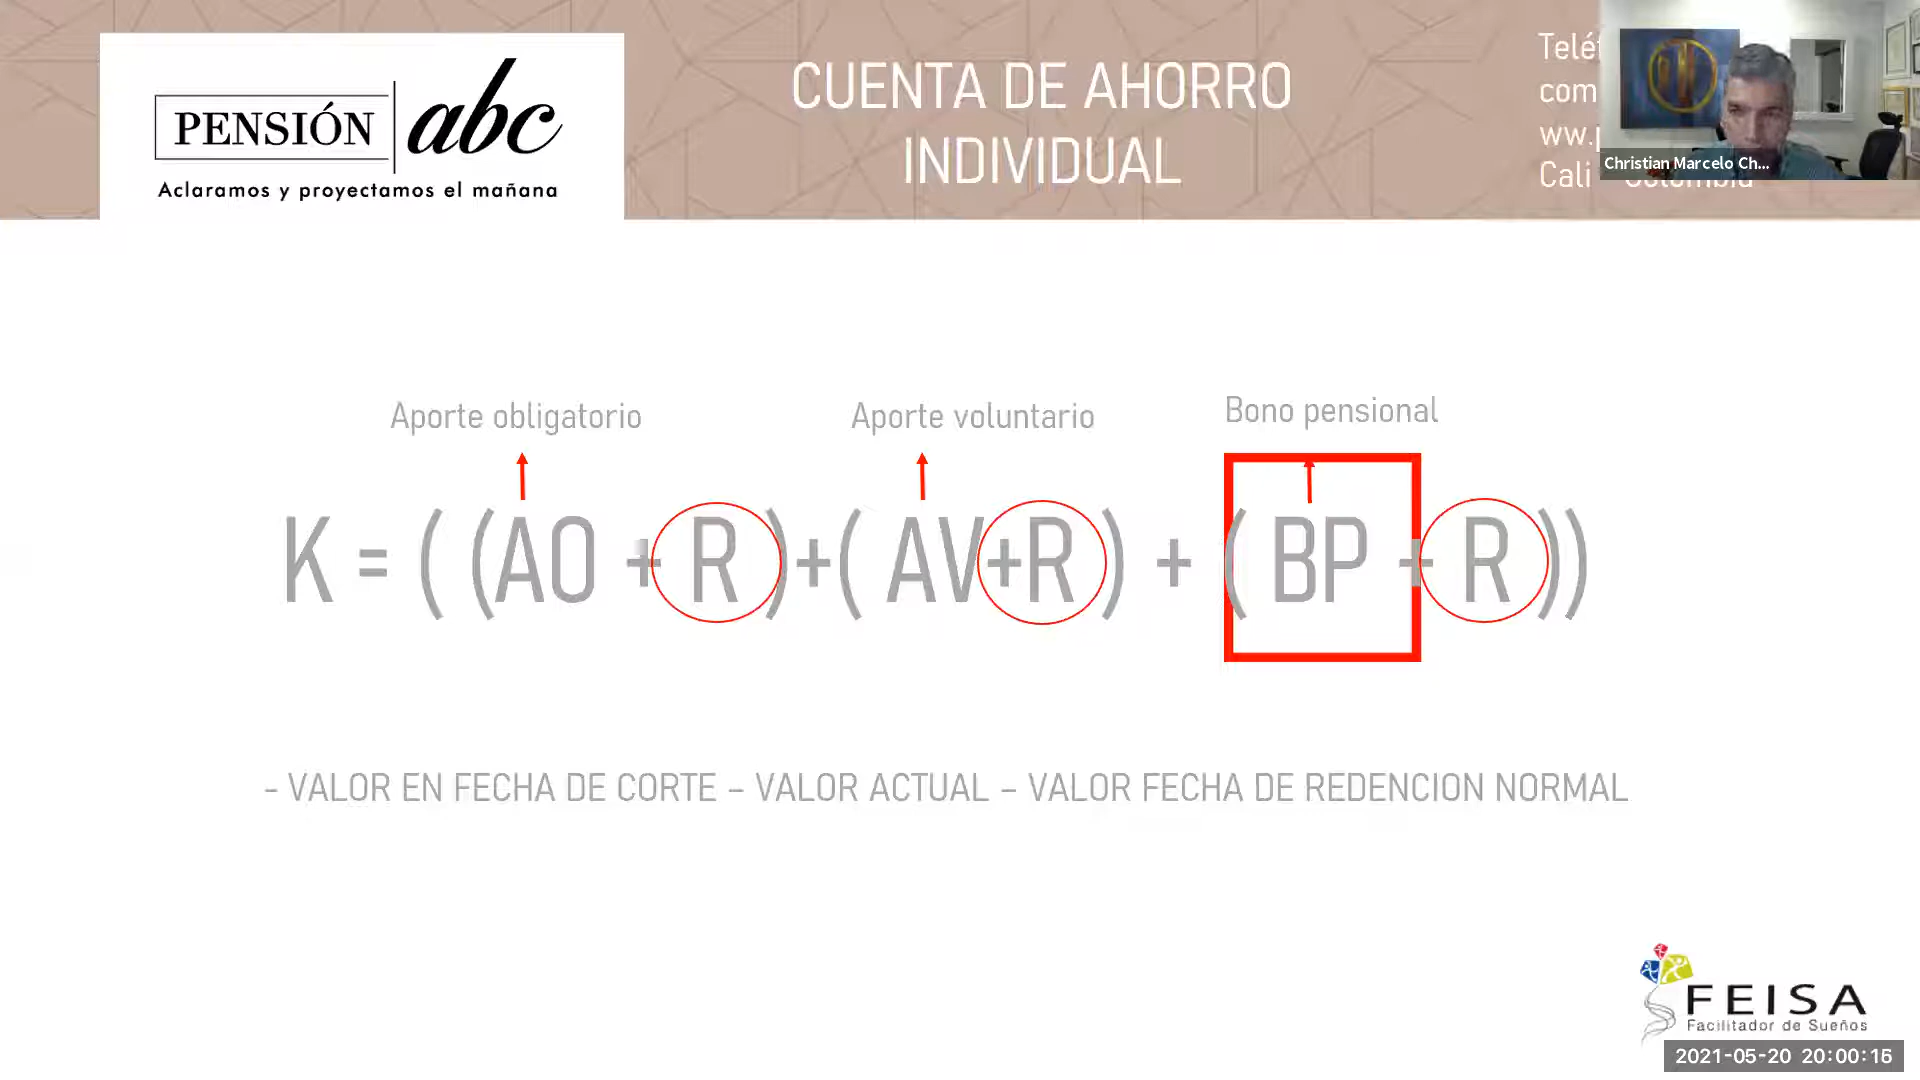 PENSIÓN abc
Aclaramos y proyectamos el mañana
CUENTA DE AHORRO
INDIVIDUAL
com
ww.
Cali
Christian Marcelo Ch...
Aporte obligatorio
Aporte voluntario
Bono pensional
K = ( (AO + R )+( AV+R ) + ( BP + R ))
- VALOR EN FECHA DE CORTE – VALOR ACTUAL – VALOR FECHA DE REDENCION NORMAL
FEISA
Facilitador de Sueños
2021-05-20 20:00:16